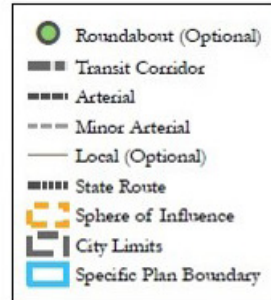 Roundabout (Optional)
Transit Corridor
Arterial
Minor Arterial
Local (Optional)
State Route
Sphere of Influence
City Limits
Specific Plan Boundary